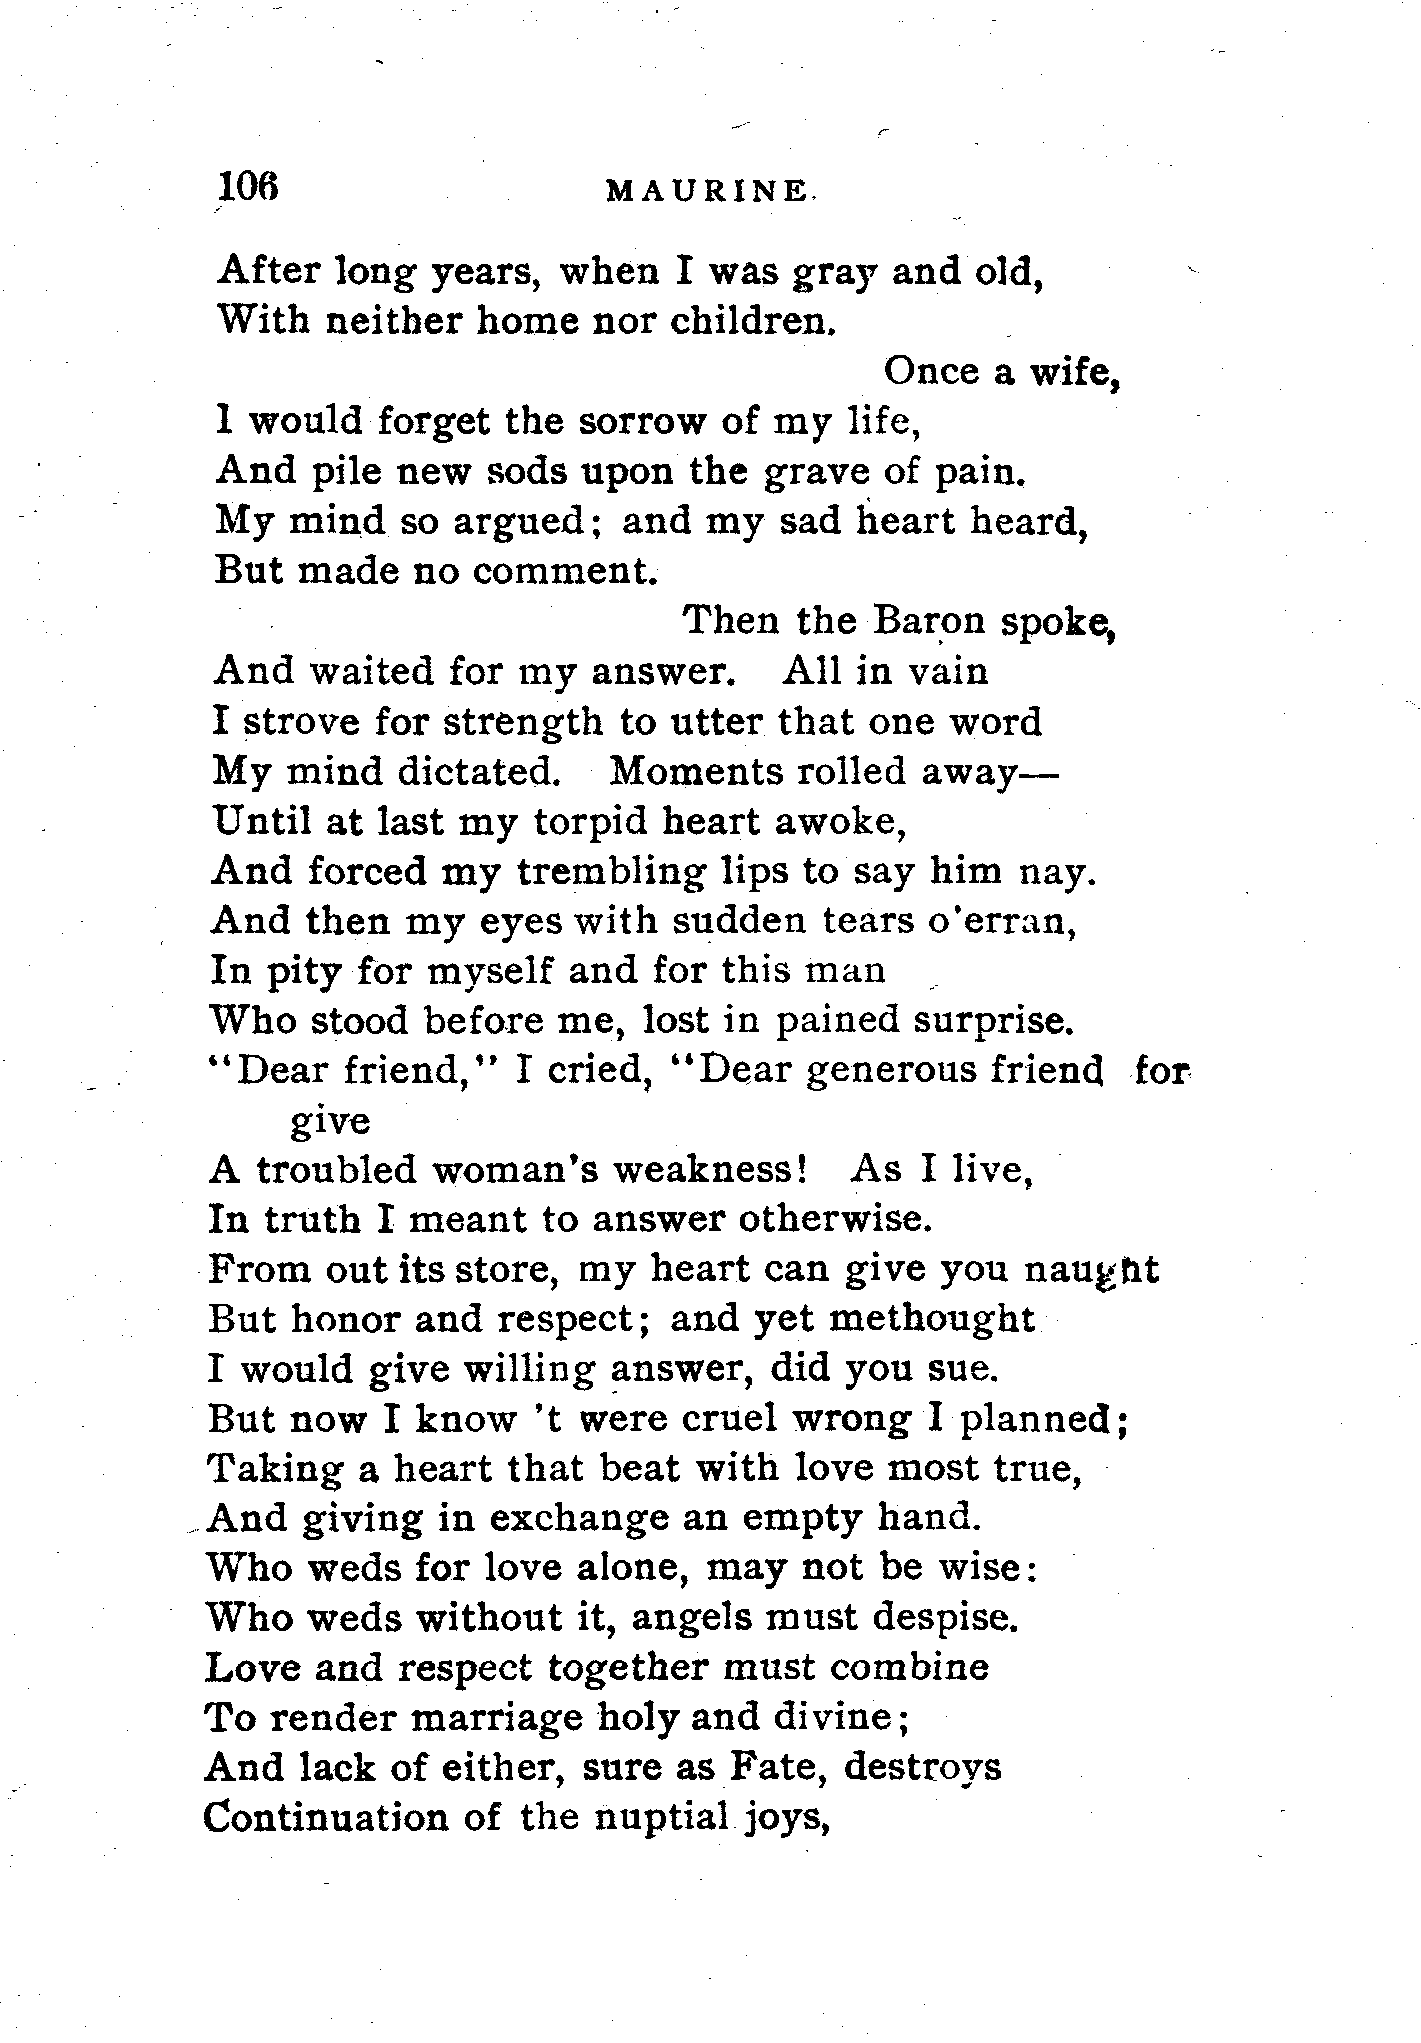 106 MAURINE.
After long years, when I was gray and old,
With neither home nor children.
Once a wife,
I would forget the sorrow of my life,
And pile new sods upon the grave of pain.
My mind so argued; and my sad heart heard,
But made no comment.
Then the Baron spoke,
And waited for my answer. All in vain
I strove for strength to utter that one word
My mind dictated. Moments rolled away—
Until at last my torpid heart awoke,
And forced my trembling lips to say him nay.
And then my eyes with sudden tears o'erran,
In pity for myself and for this man
Who stood before me, lost in pained surprise.
"Dear friend," I cried, "Dear generous friend for
give
A troubled woman's weakness! As I live,
In truth I meant to answer otherwise.
From out its store, my heart can give you naught
But honor and respect; and yet methought
I would give willing answer, did you sue.
But now I know 't were cruel wrong I planned;
Taking a heart that beat with love most true,
And giving in exchange an empty hand.
Who weds for love alone, may not be wise:
Who weds without it, angels must despise.
Love and respect together must combine
To render marriage holy and divine;
And lack of either, sure as Fate, destroys
Continuation of the nuptial joys,